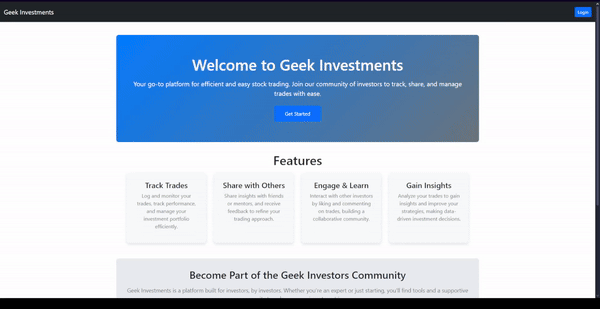 Geek Investments
Login
Welcome to Geek Investments
Your go-to platform for efficient and easy stock trading. Join our community of investors to track, share, and manage
trades with ease.
Get Started
Features
Track Trades
Log and monitor your
trades, track performance,
and manage your
investment portfolio
efficiently.
Share with Others
Share insights with friends
or mentors, and receive
feedback to refine your
trading approach.
Engage & Learn
Interact with other investors
by liking and commenting
on trades, building a
collaborative community.
Gain Insights
Analyze your trades to gain
insights and improve your
strategies, making data-
driven investment decisions.
Become Part of the Geek Investors Community
Geek Investments is a platform built for investors, by investors. Whether you're an expert or just starting, you'll find tools and a supportive